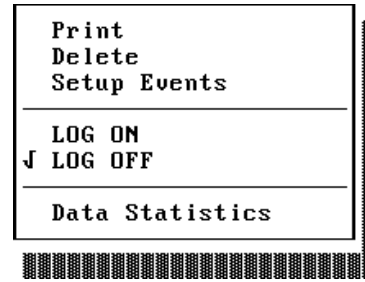 Print
Delete
Setup Events
LOG ON
√ LOG OFF
Data Statistics